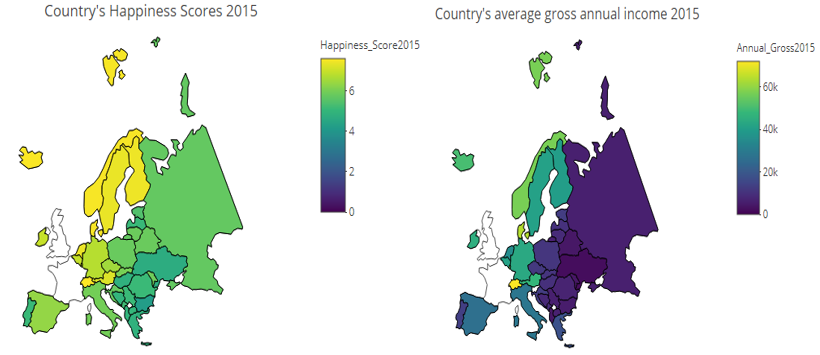 Country's Happiness Scores 2015
Happiness_Score2015
6
4
2
0
Country's average gross annual income 2015
Annual_Gross2015
60k
40k
20k
0